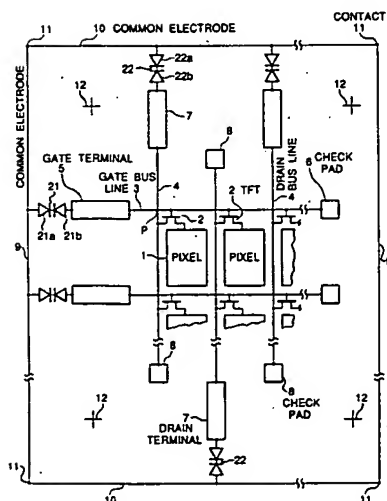 11
10 COMMON ELECTRODE
CONTACT
11
12
22a
22
22b
12
7
8
COMMON ELECTRODE
GATE TERMINAL
5
21
GATE BUS LINE 3
4
DRAIN BUS LINE
4
6
CHECK PAD
2 TFT
21a
21b
P
2
9
1
PIXEL
PIXEL
8
8
CHECK PAD
12
7
DRAIN TERMINAL
12
22
11
10
11